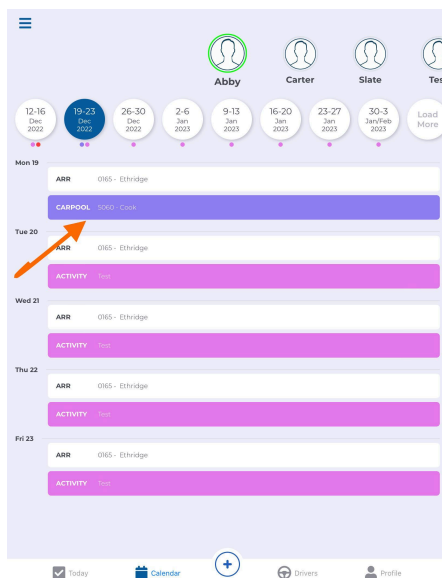 Abby Carter Slate Tes
12-16 Dec 2022
19-23 Dec 2022
26-30 Dec 2022
2-6 Jan 2023
9-13 Jan 2023
16-20 Jan 2023
23-27 Jan 2023
30-3 Jan/Feb 2023
Load More
Mon 19
ARR 0165 - Ethridge
CARPOOL 5060 - Cook
Tue 20
ARR 0165 - Ethridge
ACTIVITY Test
Wed 21
ARR 0165 - Ethridge
ACTIVITY Test
Thu 22
ARR 0165 - Ethridge
ACTIVITY Test
Fri 23
ARR 0165 - Ethridge
ACTIVITY Test
Today Calendar + Drivers Profile